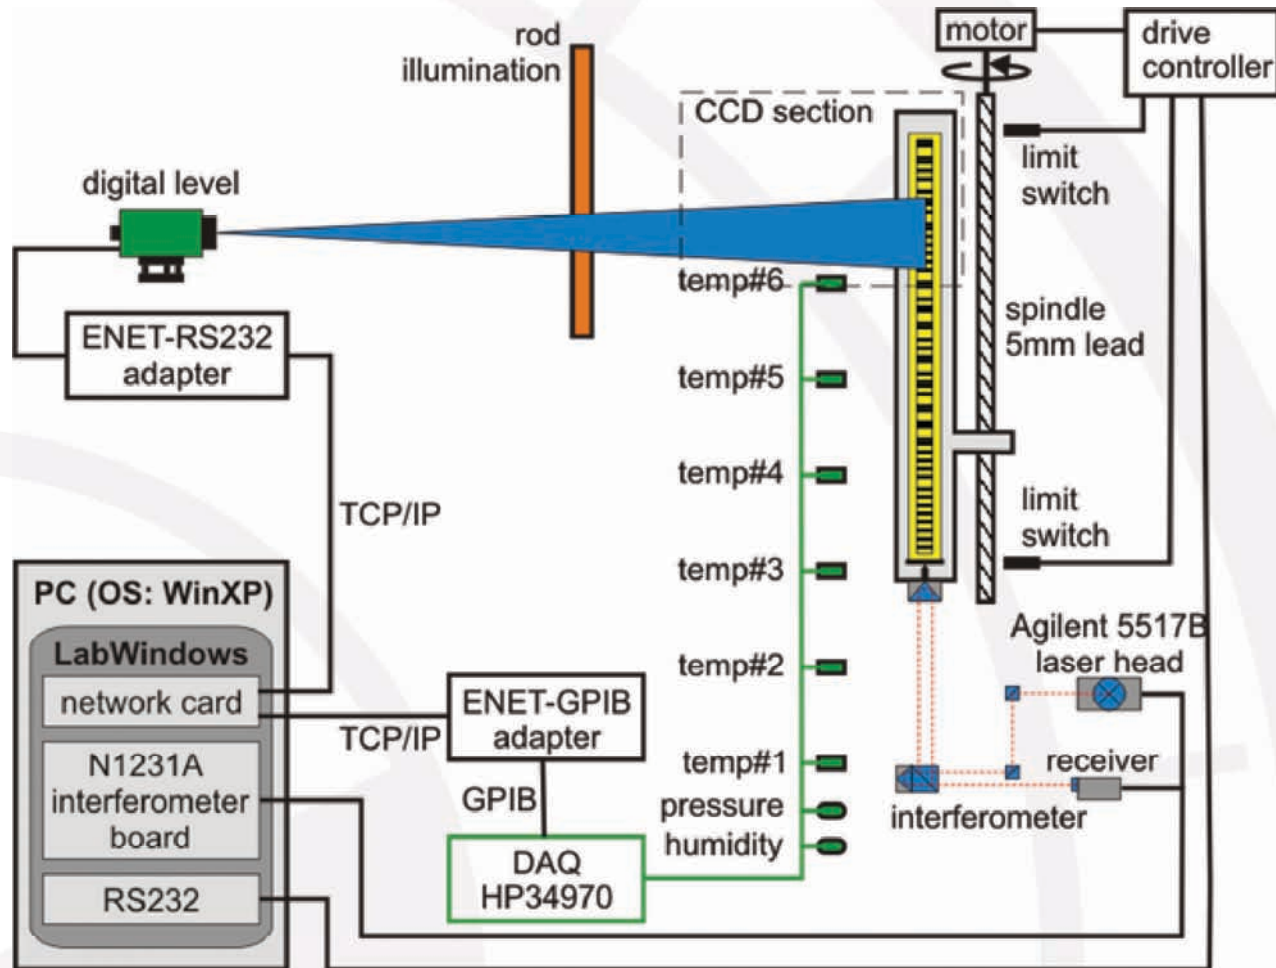 motor
drive
controller
rod
illumination
CCD section
limit
switch
digital level
temp#6
spindle
5mm lead
ENET-RS232
adapter
temp#5
temp#4
TCP/IP
limit
switch
temp#3
PC (OS: WinXP)
Agilent 5517B
laser head
LabWindows
temp#2
network card
ENET-GPIB
adapter
TCP/IP
temp#1
receiver
N1231A
interferometer
board
GPIB
pressure
interferometer
humidity
DAQ
HP34970
RS232